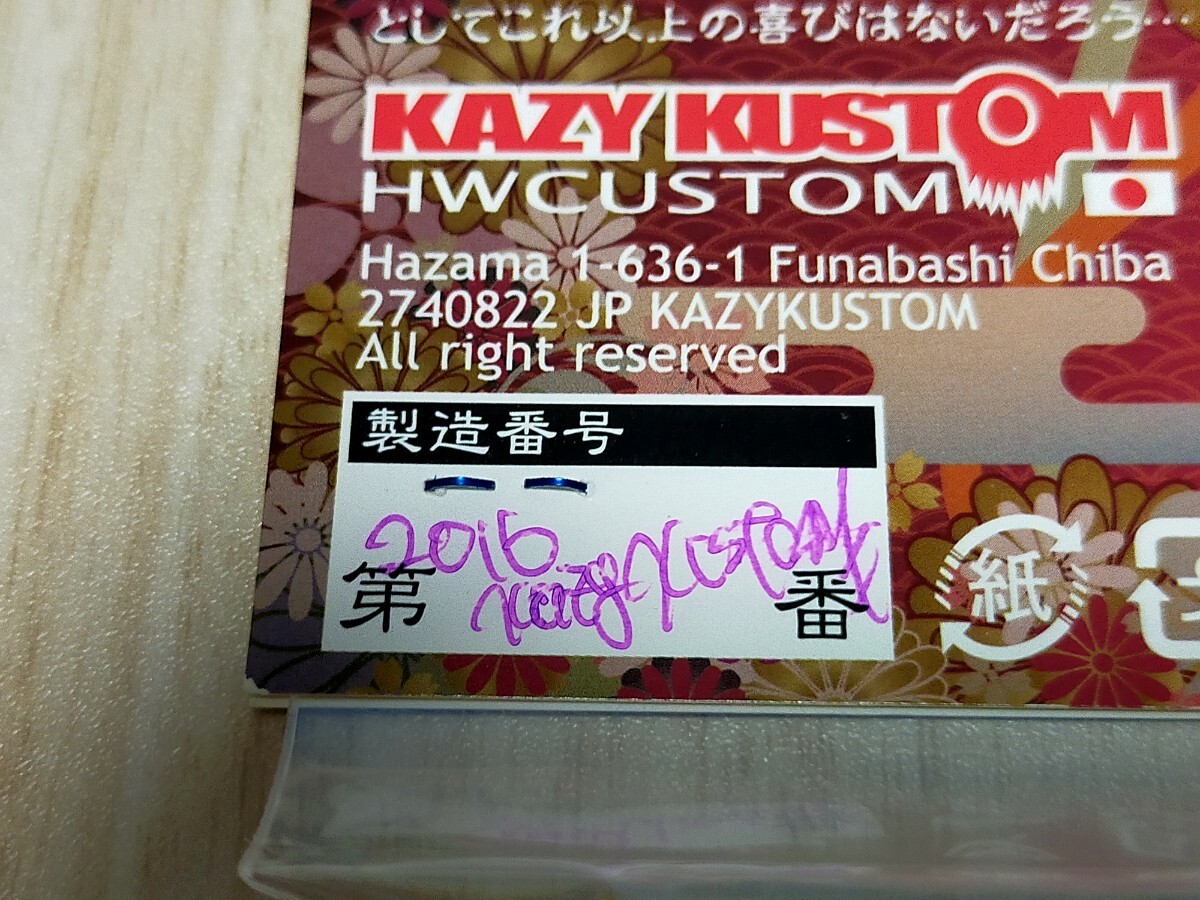 としてこれ以上の喜びはないだろう…
KAZY KUSTOM
HWCUSTOM
Hazama 1-636-1 Funabashi Chiba
2740822 JP KAZYKUSTOM
All right reserved
製造番号
2016
Kazy Kustom
第 番
紙